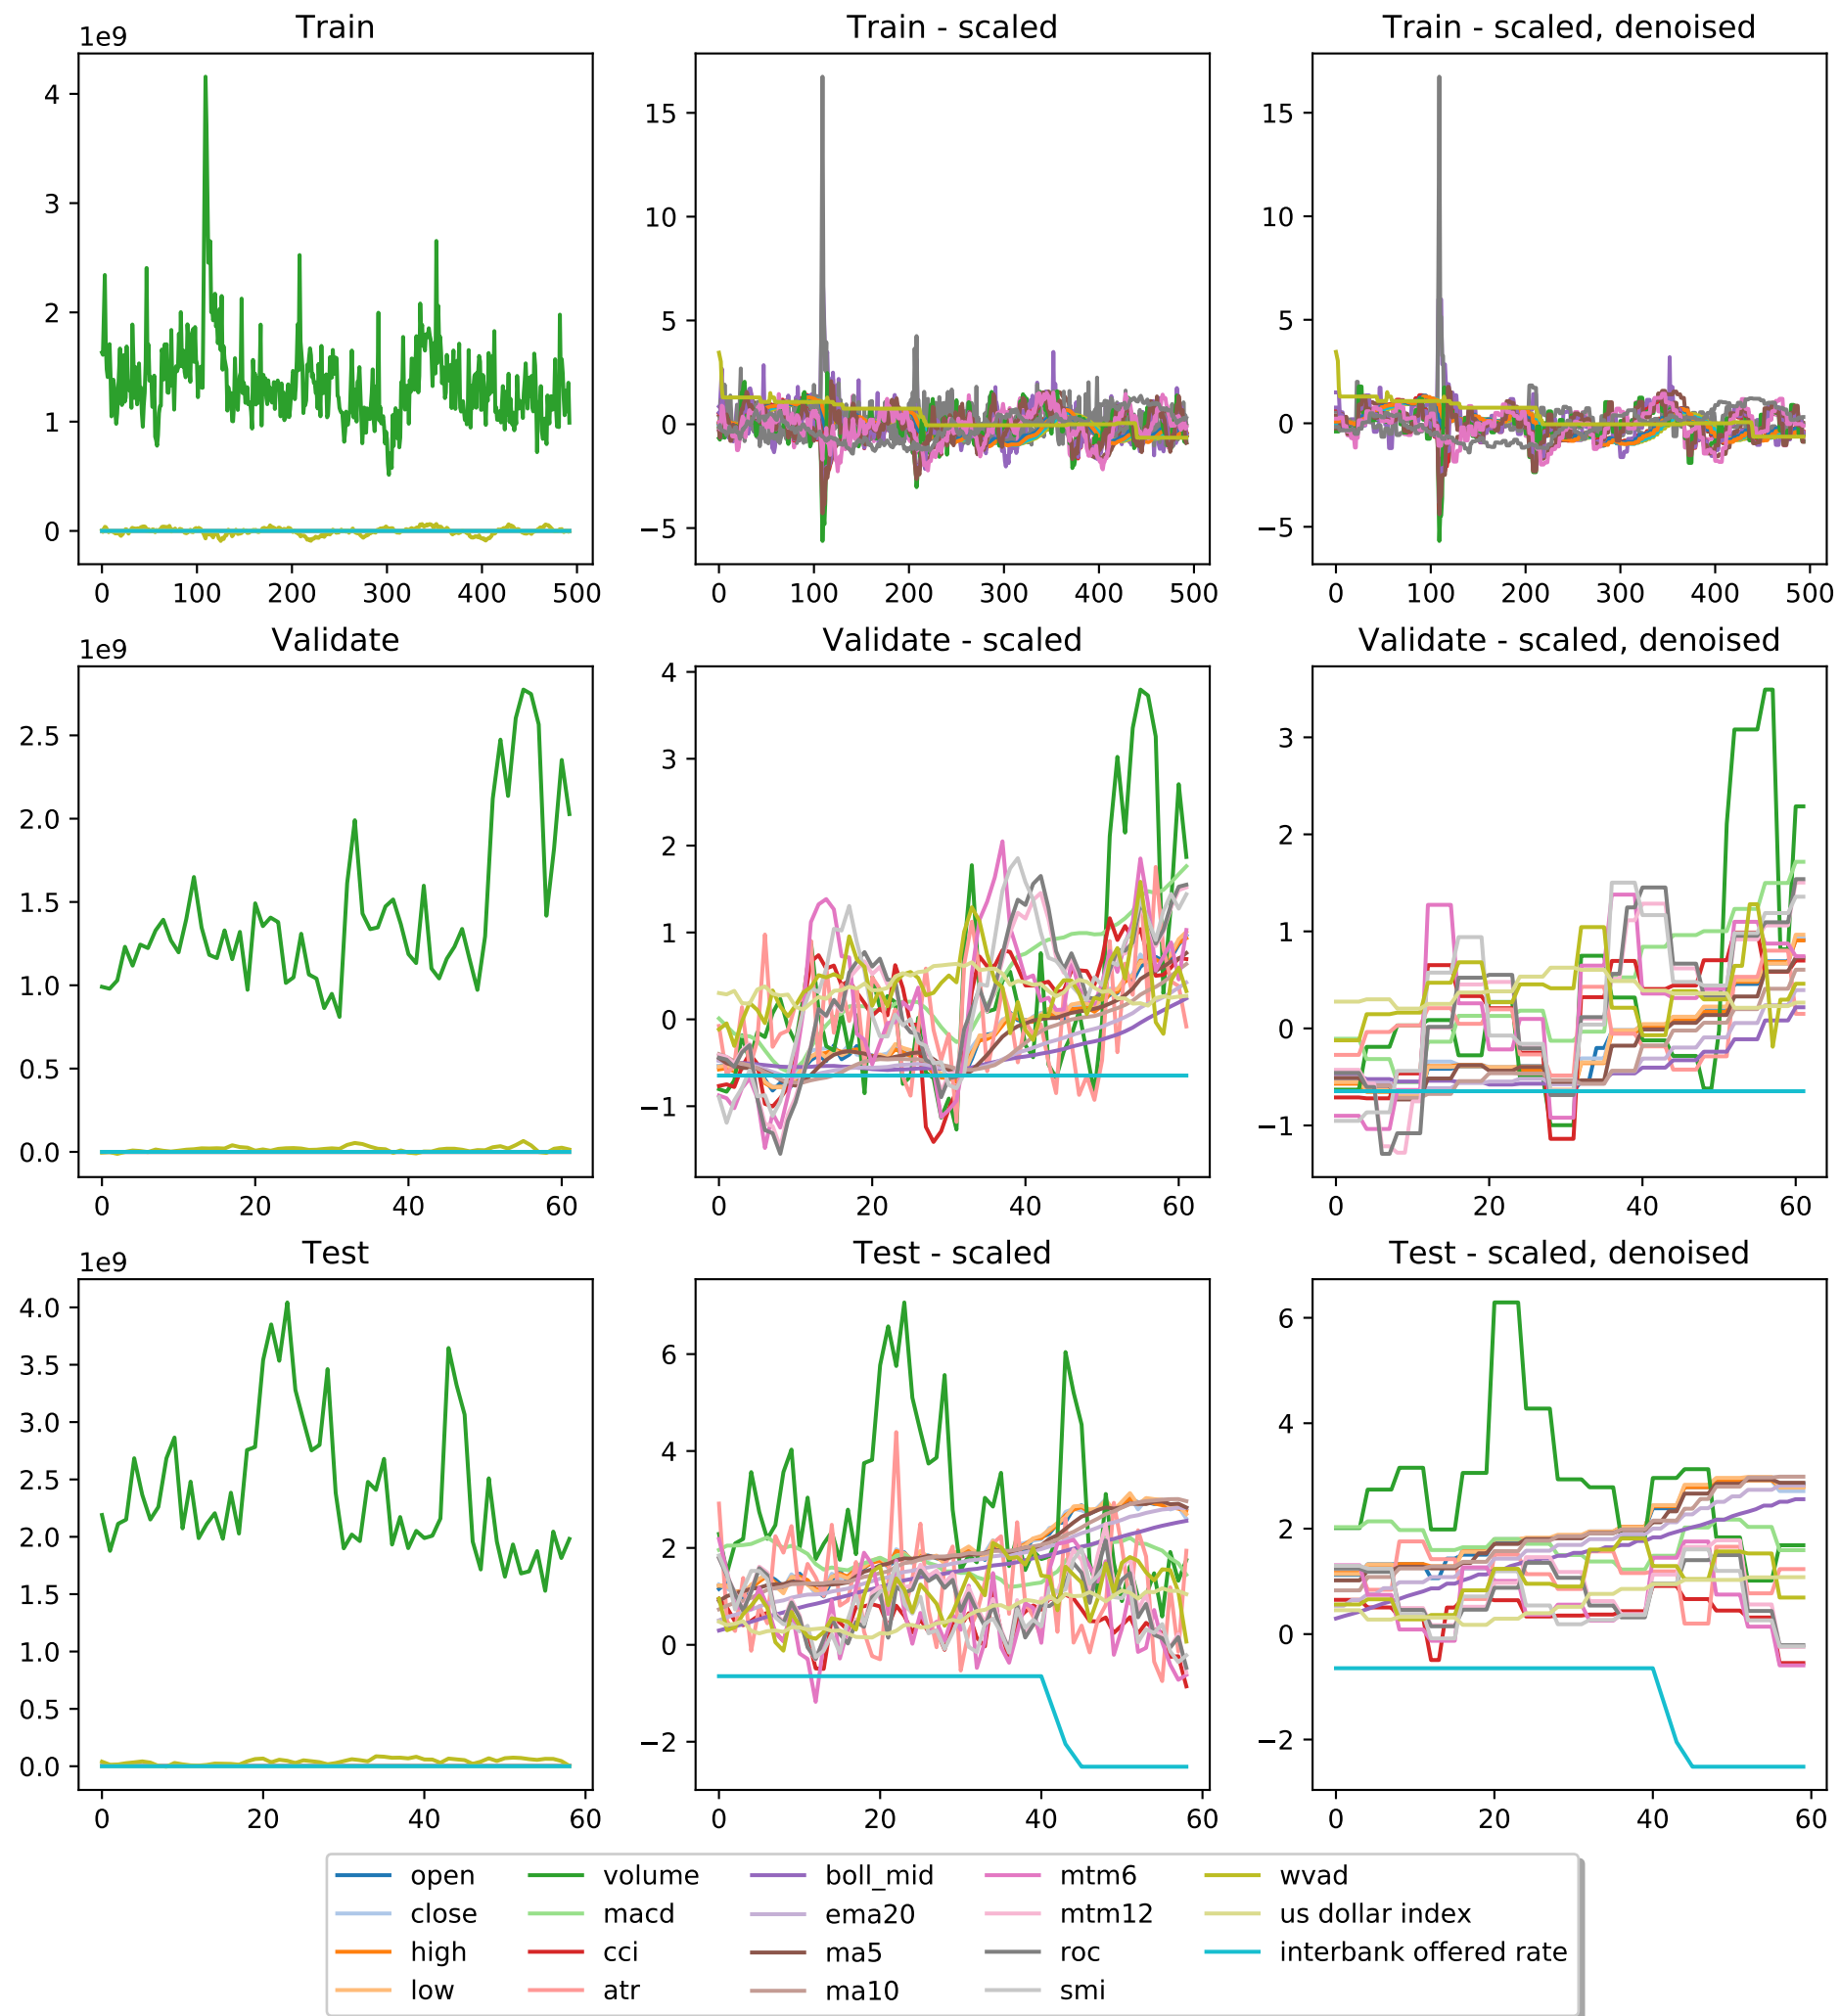 Train Train - scaled Train - scaled, denoised
1e9
4
3
2
1
0
0 100 200 300 400 500
15
10
5
0
−5
0 100 200 300 400 500
15
10
5
0
−5
0 100 200 300 400 500
Validate Validate - scaled Validate - scaled, denoised
1e9
2.5
2.0
1.5
1.0
0.5
0.0
0 20 40 60
4
3
2
1
0
−1
0 20 40 60
3
2
1
0
−1
0 20 40 60
Test Test - scaled Test - scaled, denoised
1e9
4.0
3.5
3.0
2.5
2.0
1.5
1.0
0.5
0.0
0 20 40 60
6
4
2
0
−2
0 20 40 60
6
4
2
0
−2
0 20 40 60
open volume boll_mid mtm6 wvad
close macd ema20 mtm12 us dollar index
high cci ma5 roc interbank offered rate
low atr ma10 smi